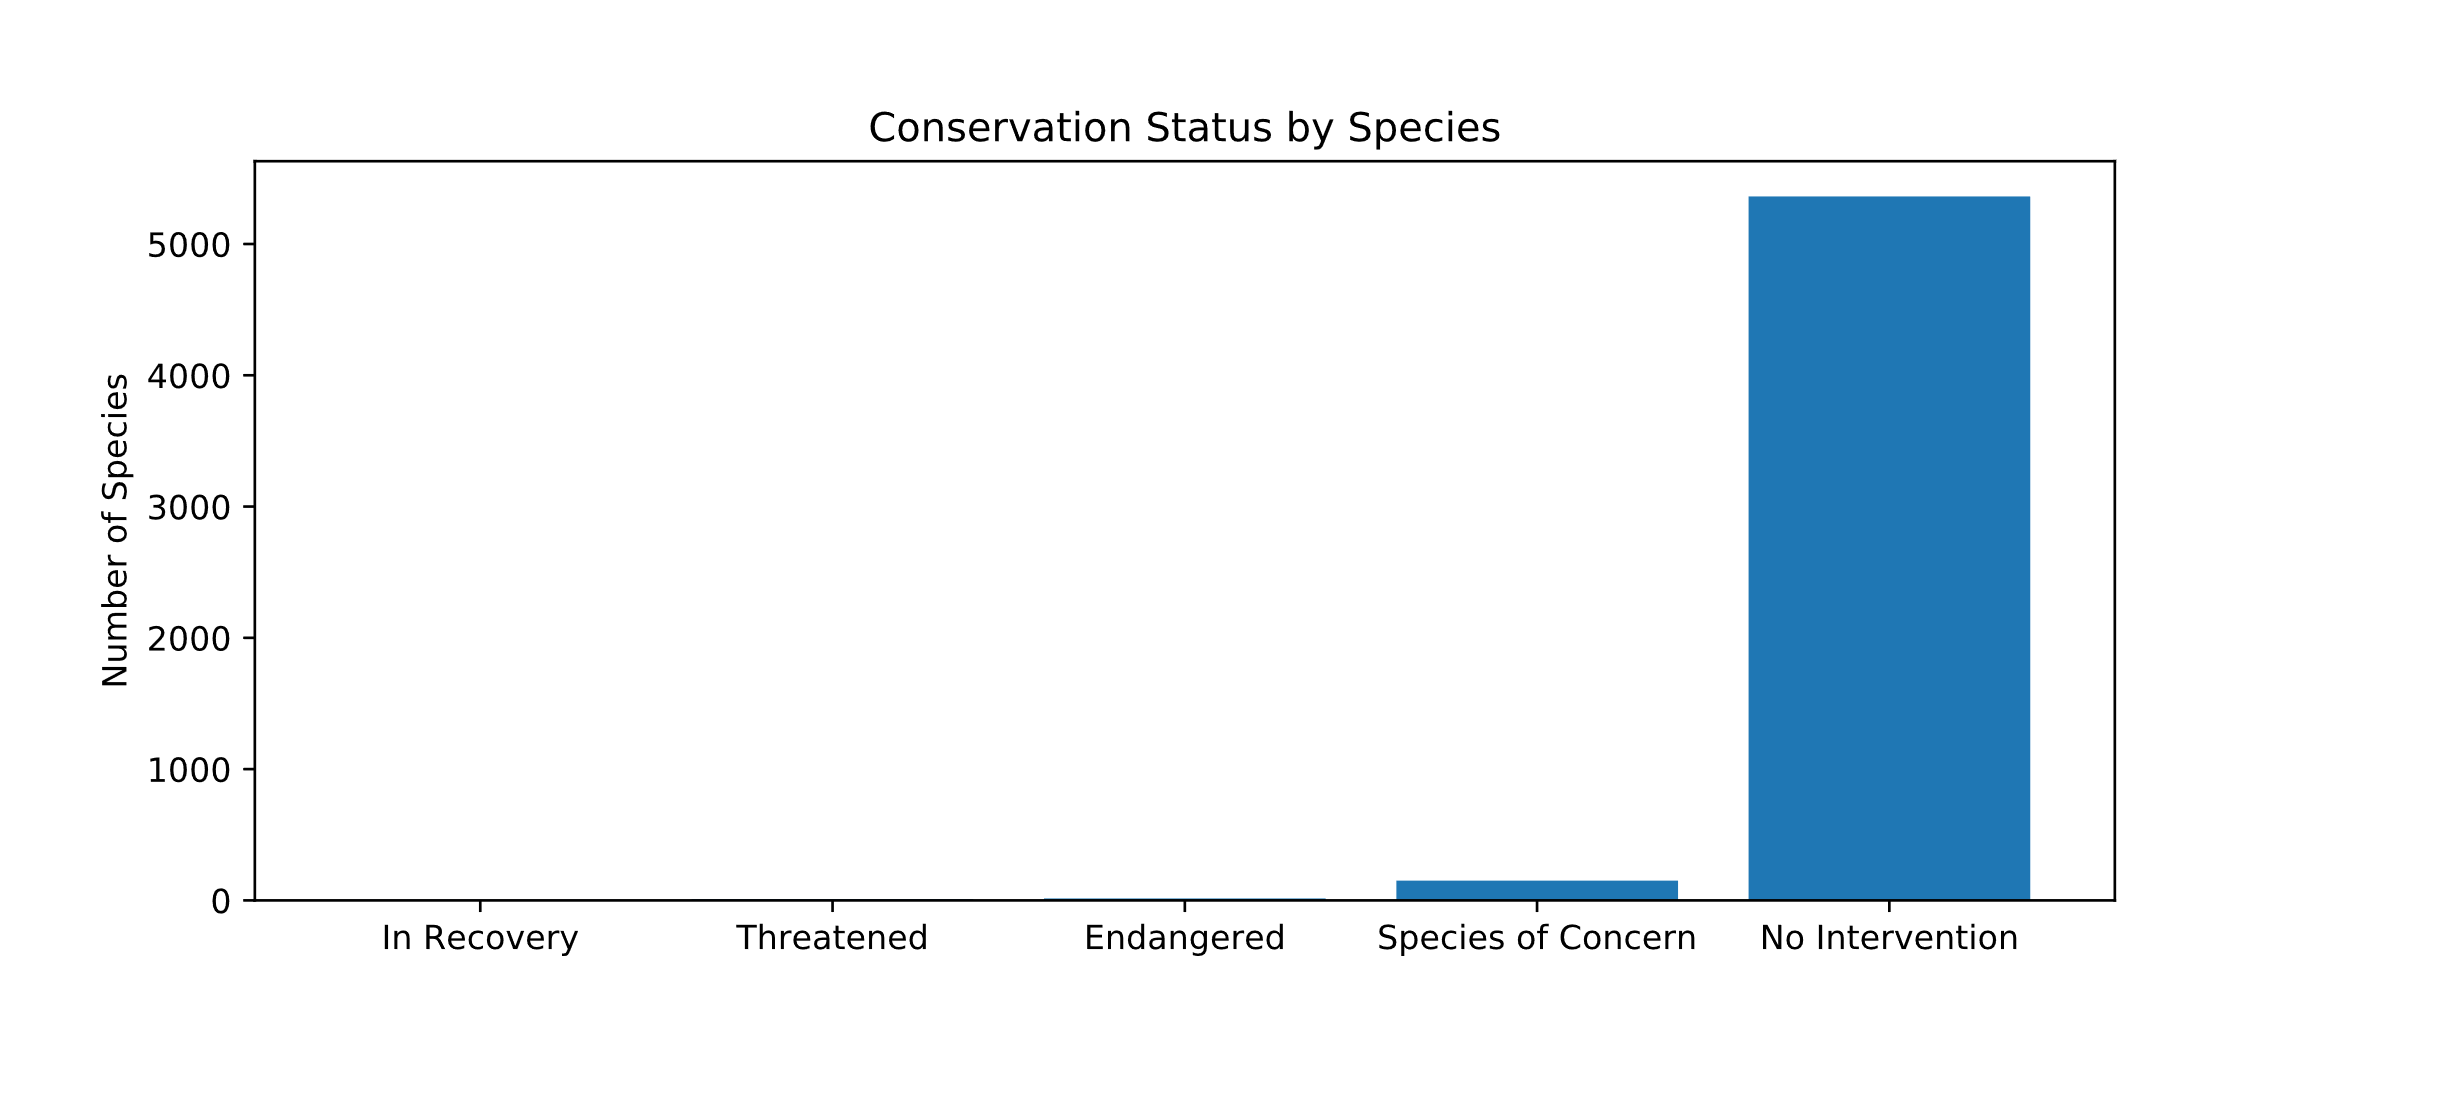 Conservation Status by Species
Number of Species
5000
4000
3000
2000
1000
0
In Recovery
Threatened
Endangered
Species of Concern
No Intervention